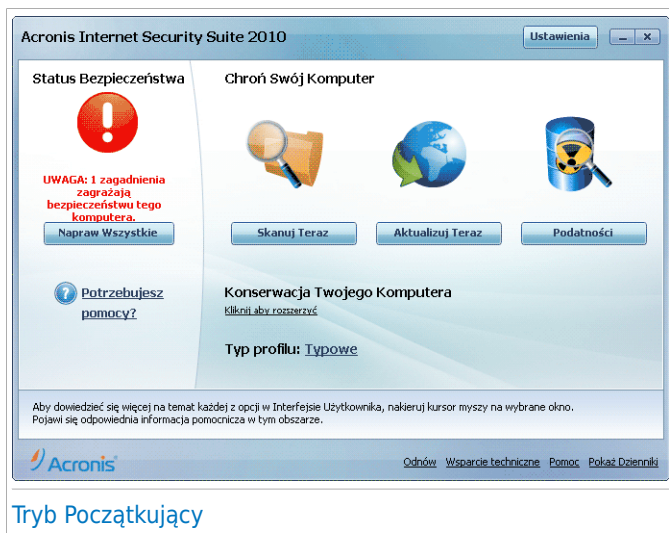 Acronis Internet Security Suite 2010
Ustawienia
Status Bezpieczeństwa
UWAGA: 1 zagadnienia
zagrażają
bezpieczeństwu tego
komputera.
Napraw Wszystkie
Potrzebujesz
pomocy?
Chroń Swój Komputer
Skanuj Teraz
Aktualizuj Teraz
Podatności
Konserwacja Twojego Komputera
Kliknij aby rozszerzyć
Typ profilu: Typowe
Aby dowiedzieć się więcej na temat każdej z opcji w Interfejsie Użytkownika, nakieruj kursor myszy na wybrane okno.
Pojawi się odpowiednia informacja pomocnicza w tym obszarze.
Acronis
Odnów Wsparcie techniczne Pomoc Pokaż Dzienniki
Tryb Początkujący